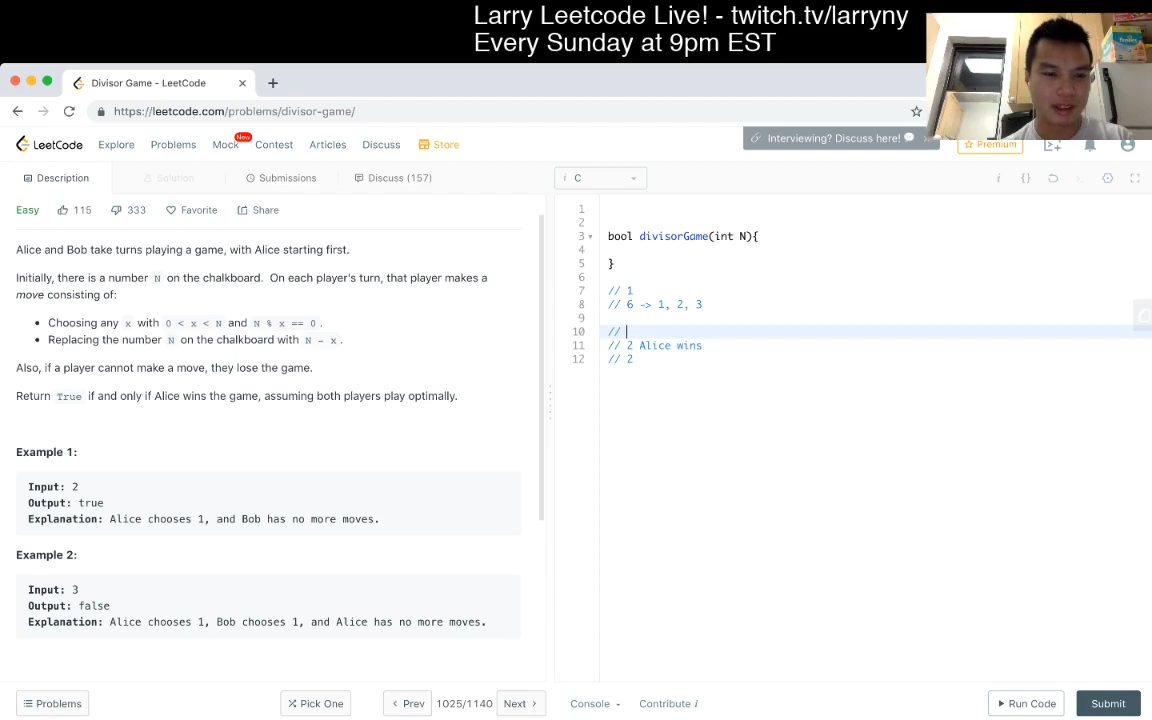 Larry Leetcode Live! - twitch.tv/larryny
Every Sunday at 9pm EST
Divisor Game - LeetCode
https://leetcode.com/problems/divisor-game/
LeetCode Explore Problems Mock New Contest Articles Discuss Store
Interviewing? Discuss here!
Premium
Description Solution Submissions Discuss (157)
i C
Easy 115 333 Favorite Share
Alice and Bob take turns playing a game, with Alice starting first.
Initially, there is a number N on the chalkboard. On each player's turn, that player makes a
move consisting of:
• Choosing any x with 0 < x < N and N % x == 0.
• Replacing the number N on the chalkboard with N - x.
Also, if a player cannot make a move, they lose the game.
Return True if and only if Alice wins the game, assuming both players play optimally.
Example 1:
Input: 2
Output: true
Explanation: Alice chooses 1, and Bob has no more moves.
Example 2:
Input: 3
Output: false
Explanation: Alice chooses 1, Bob chooses 1, and Alice has no more moves.
1
2
3 bool divisorGame(int N){
4
5 }
6
7 // 1
8 // 6 -> 1, 2, 3
9
10 //
11 // 2 Alice wins
12 // 2
Problems Pick One < Prev 1025/1140 Next > Console Contribute i Run Code Submit